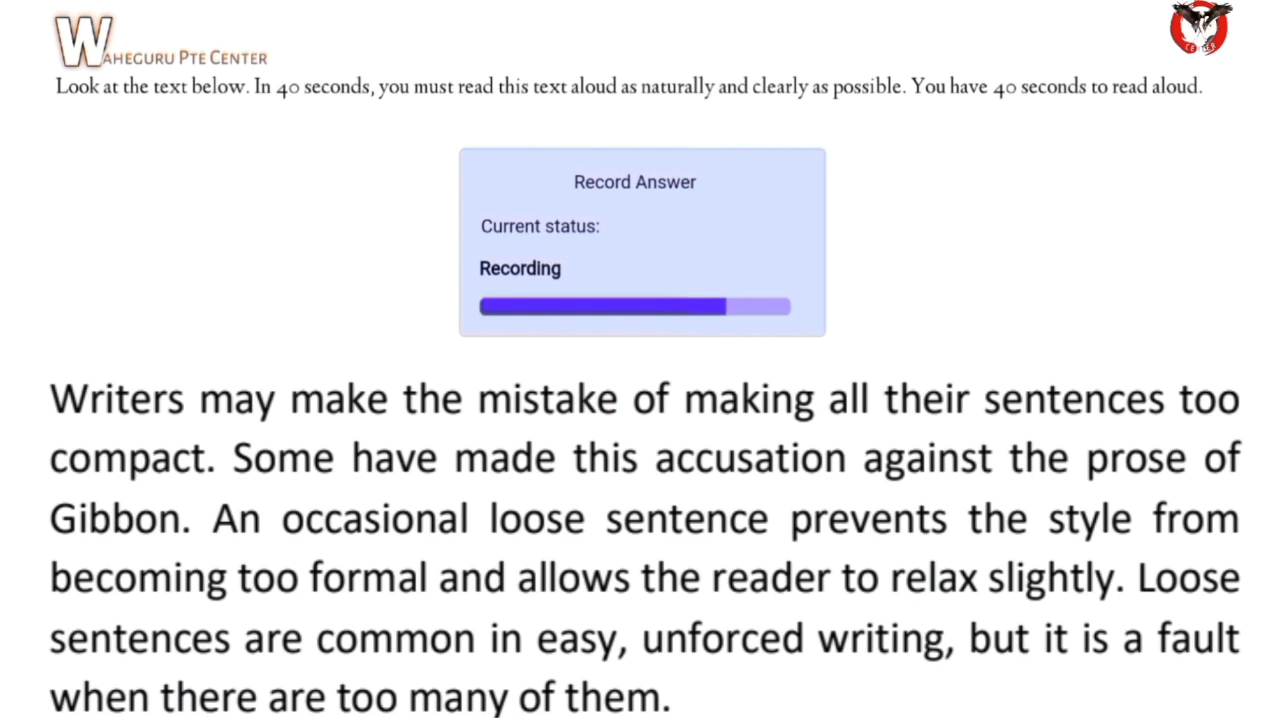 WAHEGURU PTE CENTER
CENTER
Look at the text below. In 40 seconds, you must read this text aloud as naturally and clearly as possible. You have 40 seconds to read aloud.
Record Answer
Current status:
Recording
Writers may make the mistake of making all their sentences too
compact. Some have made this accusation against the prose of
Gibbon. An occasional loose sentence prevents the style from
becoming too formal and allows the reader to relax slightly. Loose
sentences are common in easy, unforced writing, but it is a fault
when there are too many of them.